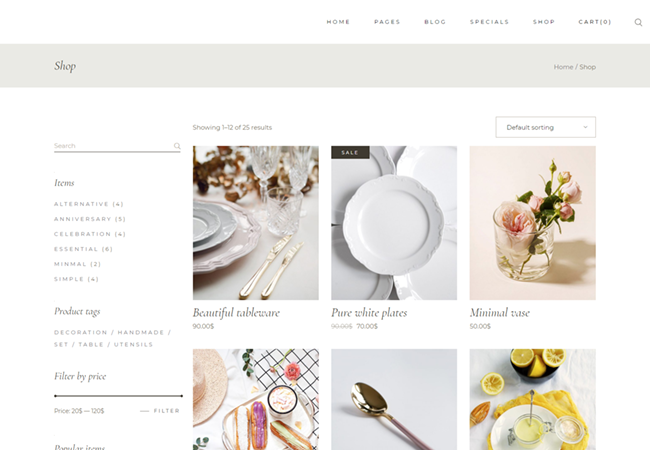 HOME PAGES BLOG SPECIALS SHOP CART(0)
Shop
Home / Shop
Showing 1–12 of 25 results
Default sorting
Search
Items
ALTERNATIVE (4)
ANNIVERSARY (5)
CELEBRATION (4)
ESSENTIAL (6)
MINMAL (2)
SIMPLE (4)
Product tags
DECORATION / HANDMADE /
SET / TABLE / UTENSILS
Filter by price
Price: 20$ — 120$
FILTER
Popular items
SALE
Beautiful tableware
90.00$
Pure white plates
90.00$ 70.00$
Minimal vase
50.00$